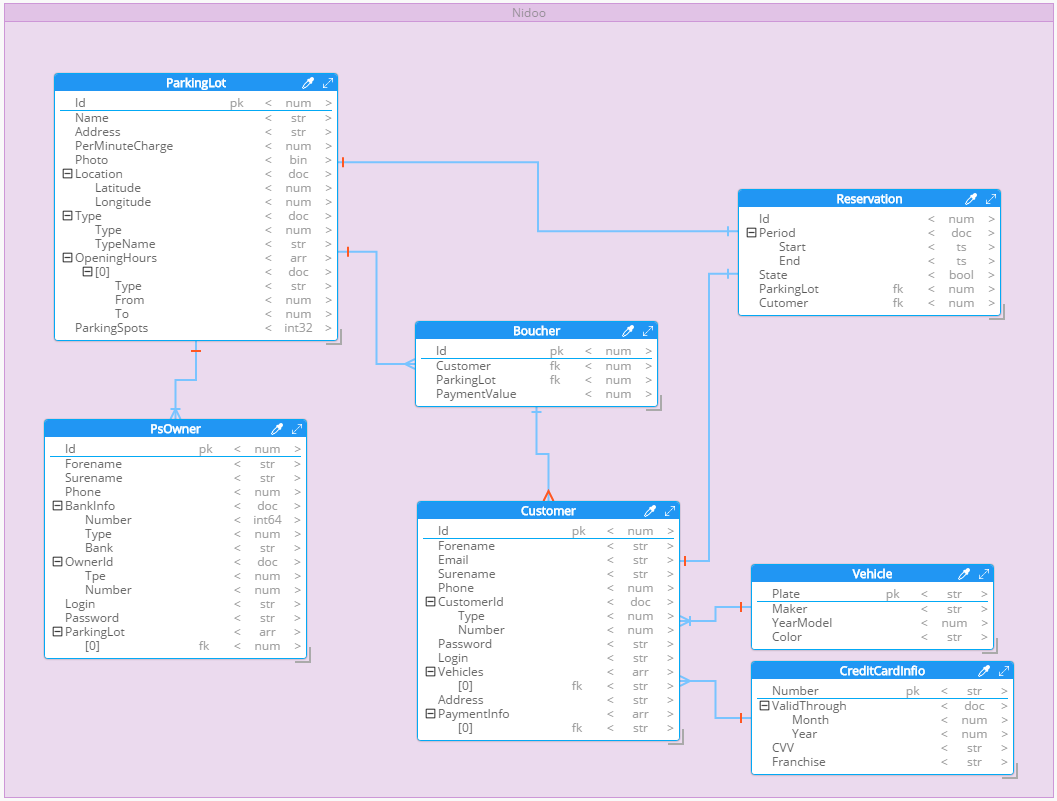 Nidoo
ParkingLot
Id pk < num >
Name < str >
Address < str >
PerMinuteCharge < num >
Photo < bin >
Location < doc >
Latitude < num >
Longitude < num >
Type < doc >
Type < num >
TypeName < str >
OpeningHours < arr >
[0] < doc >
Type < str >
From < num >
To < num >
ParkingSpots < int32 >
Reservation
Id < num >
Period < doc >
Start < ts >
End < ts >
State < bool >
ParkingLot fk < num >
Cutomer fk < num >
Boucher
Id pk < num >
Customer fk < num >
ParkingLot fk < num >
PaymentValue < num >
PsOwner
Id pk < num >
Forename < str >
Surename < str >
Phone < num >
BankInfo < doc >
Number < int64 >
Type < num >
Bank < str >
OwnerId < doc >
Tpe < num >
Number < num >
Login < str >
Password < str >
ParkingLot < arr >
[0] fk < num >
Customer
Id pk < num >
Forename < str >
Email < str >
Surename < str >
Phone < num >
CustomerId < doc >
Type < num >
Number < num >
Password < str >
Login < str >
Vehicles < arr >
[0] fk < str >
Address < str >
PaymentInfo < arr >
[0] fk < str >
Vehicle
Plate pk < str >
Maker < str >
YearModel < num >
Color < str >
CreditCardInfio
Number pk < str >
ValidThrough < doc >
Month < num >
Year < num >
CVV < str >
Franchise < str >